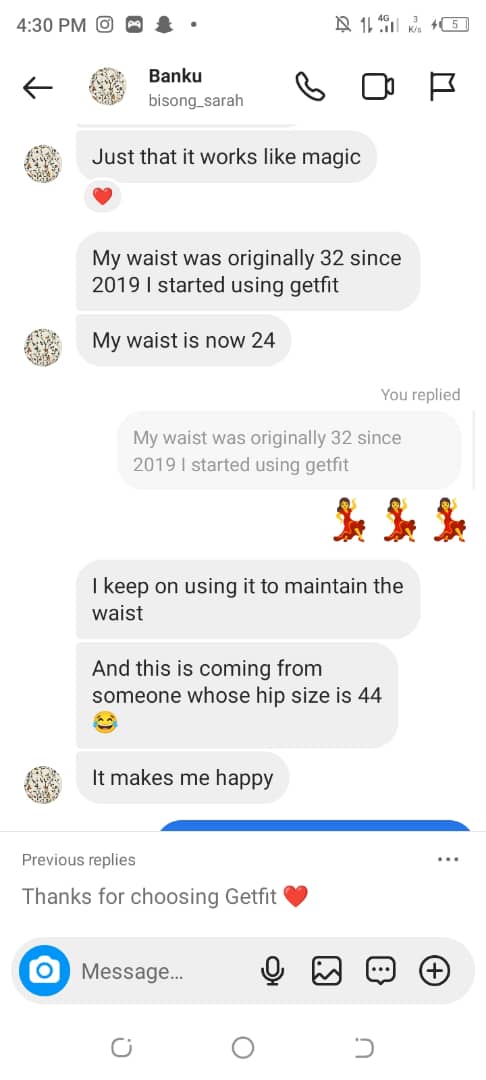 4:30 PM
4G
3
K/s
5
Banku
bisong_sarah
Just that it works like magic
❤️
My waist was originally 32 since
2019 I started using getfit
My waist is now 24
You replied
My waist was originally 32 since
2019 I started using getfit
💃 💃 💃
I keep on using it to maintain the
waist
And this is coming from
someone whose hip size is 44
😂
It makes me happy
Previous replies
Thanks for choosing Getfit ❤️
Message...